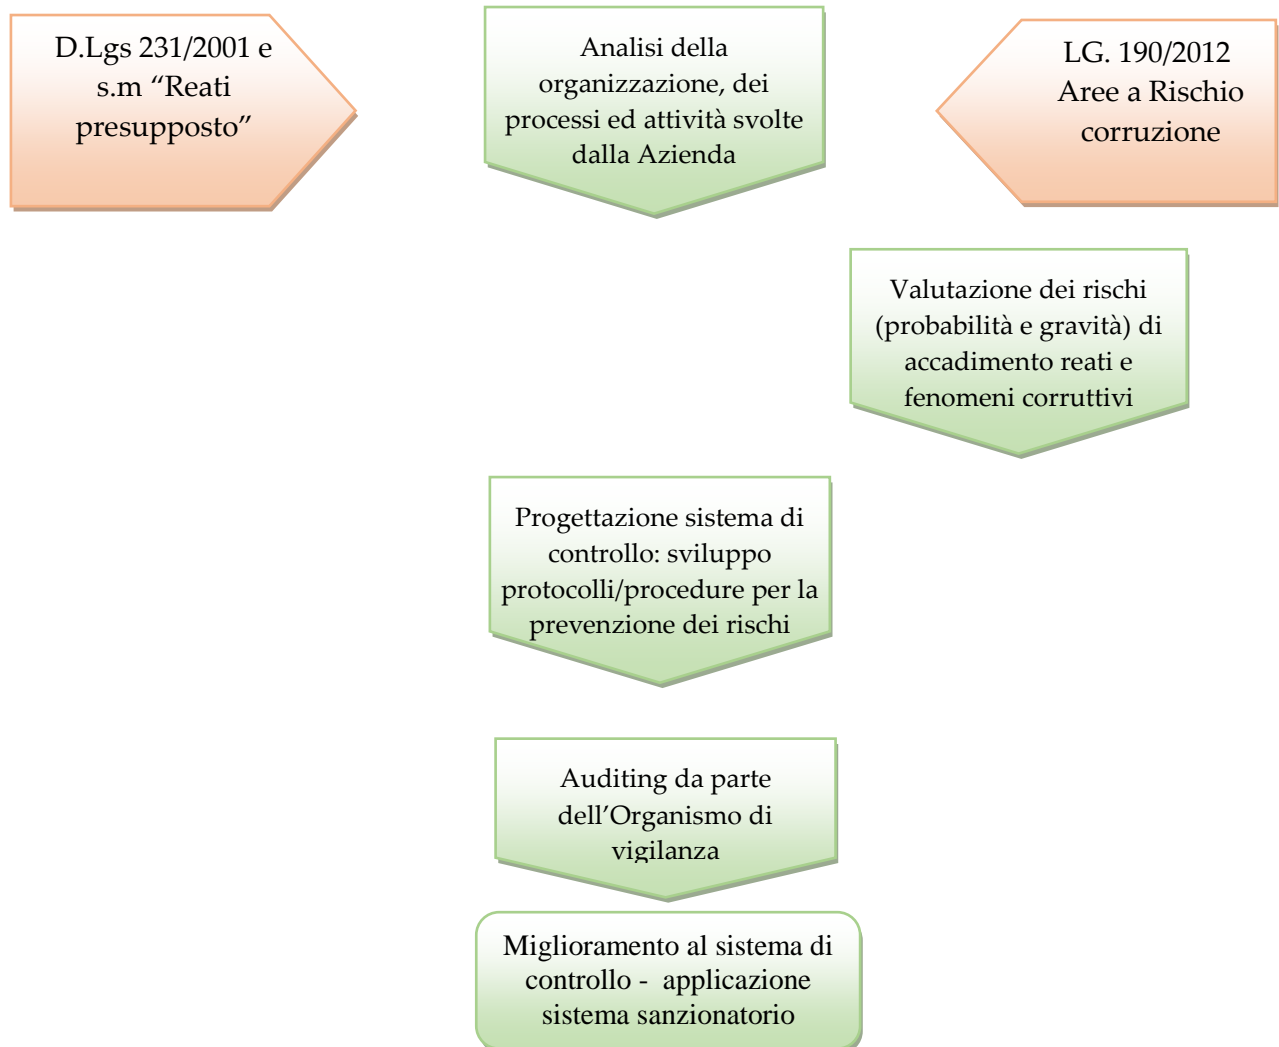 D.Lgs 231/2001 e
s.m “Reati
presupposto”
Analisi della
organizzazione, dei
processi ed attività svolte
dalla Azienda
LG. 190/2012
Aree a Rischio
corruzione
Valutazione dei rischi
(probabilità e gravità) di
accadimento reati e
fenomeni corruttivi
Progettazione sistema di
controllo: sviluppo
protocolli/procedure per la
prevenzione dei rischi
Auditing da parte
dell’Organismo di
vigilanza
Miglioramento al sistema di
controllo - applicazione
sistema sanzionatorio